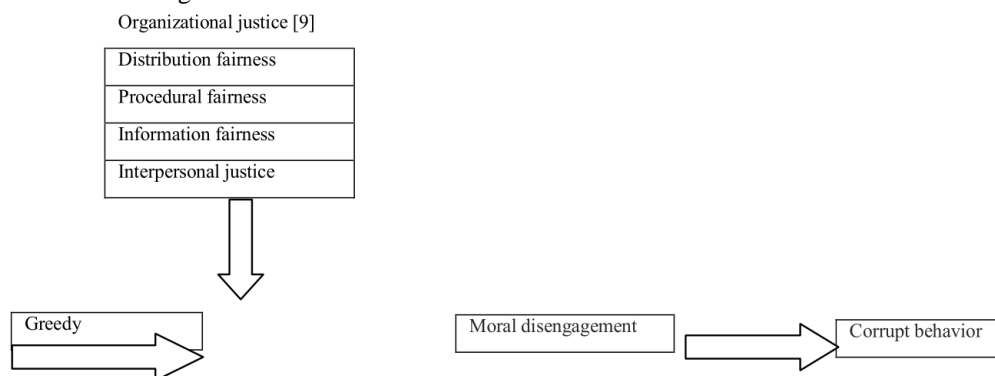 Organizational justice [9]
Distribution fairness
Procedural fairness
Information fairness
Interpersonal justice
Greedy
Moral disengagement
Corrupt behavior